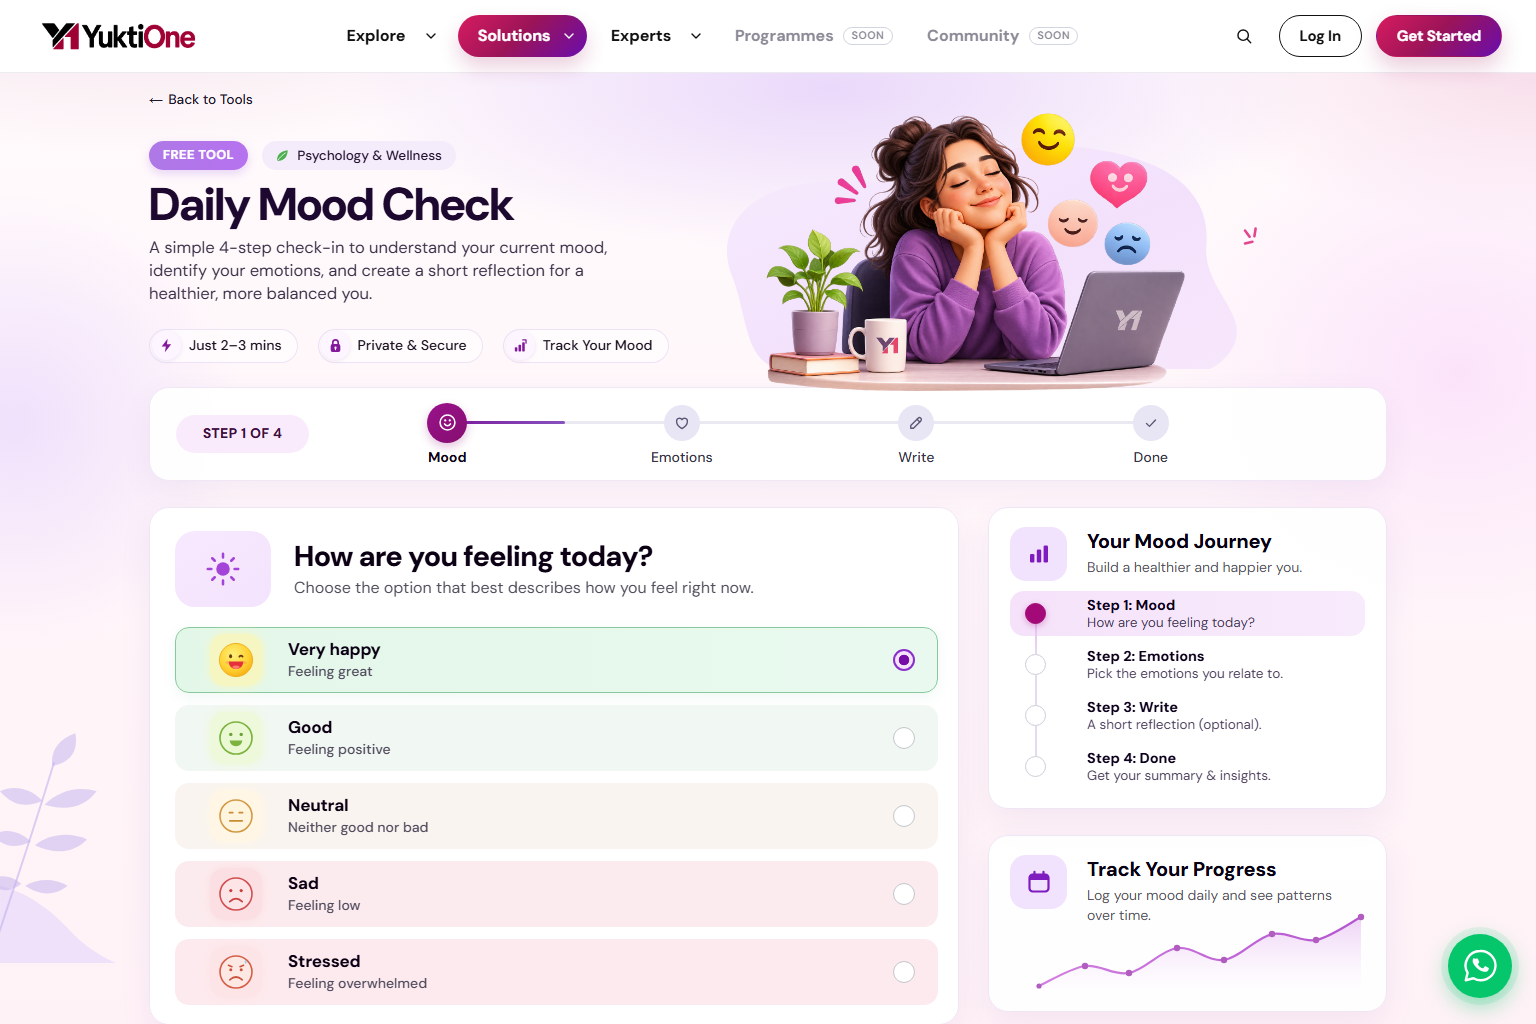 YuktiOne
Explore
Solutions
Experts
Programmes SOON
Community SOON
Log In
Get Started
← Back to Tools
FREE TOOL
Psychology & Wellness
Daily Mood Check
A simple 4-step check-in to understand your current mood,
identify your emotions, and create a short reflection for a
healthier, more balanced you.
Just 2–3 mins
Private & Secure
Track Your Mood
STEP 1 OF 4
Mood
Emotions
Write
Done
How are you feeling today?
Choose the option that best describes how you feel right now.
Very happy
Feeling great
Good
Feeling positive
Neutral
Neither good nor bad
Sad
Feeling low
Stressed
Feeling overwhelmed
Your Mood Journey
Build a healthier and happier you.
Step 1: Mood
How are you feeling today?
Step 2: Emotions
Pick the emotions you relate to.
Step 3: Write
A short reflection (optional).
Step 4: Done
Get your summary & insights.
Track Your Progress
Log your mood daily and see patterns
over time.